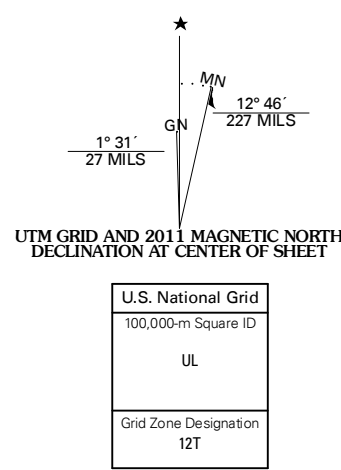 MN
GN
12° 46´
227 MILS
1° 31´
27 MILS
UTM GRID AND 2011 MAGNETIC NORTH
DECLINATION AT CENTER OF SHEET
U.S. National Grid
100,000-m Square ID
UL
Grid Zone Designation
12T